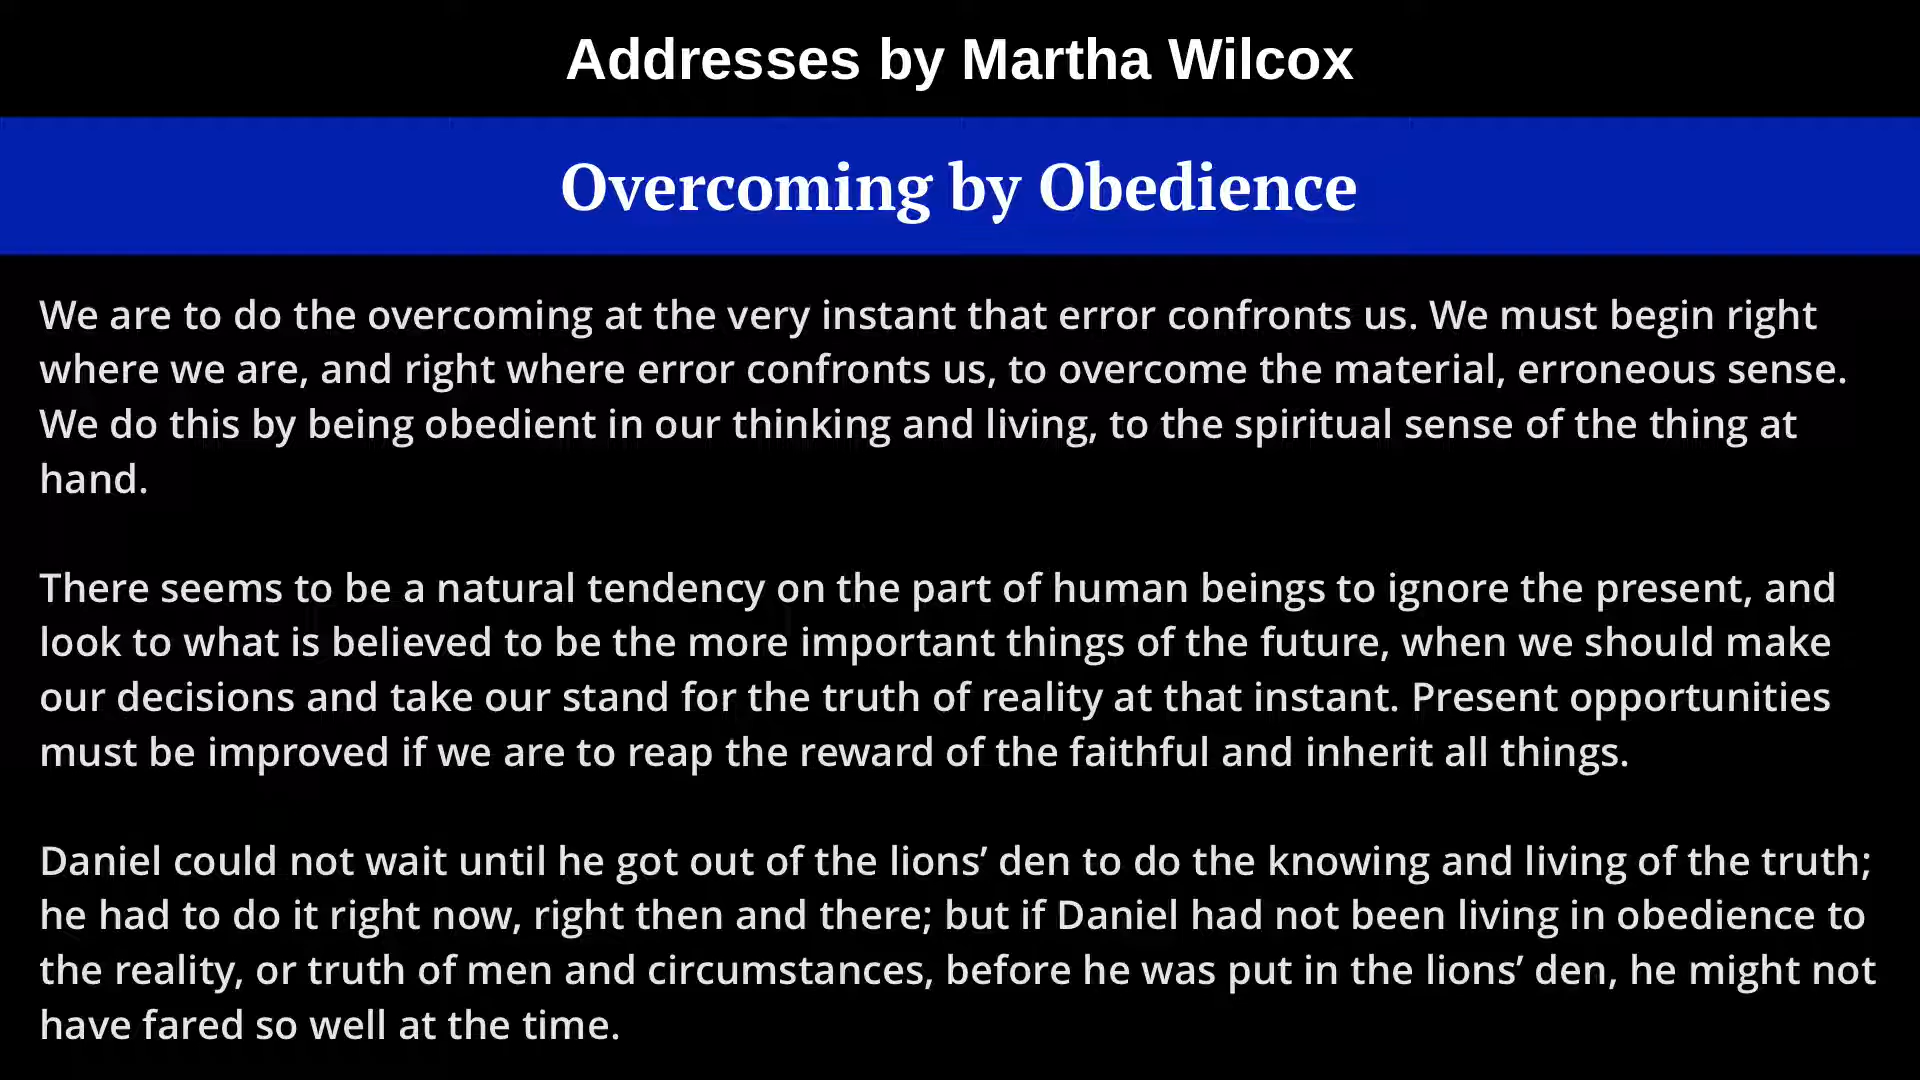 Addresses by Martha Wilcox
Overcoming by Obedience
We are to do the overcoming at the very instant that error confronts us. We must begin right
where we are, and right where error confronts us, to overcome the material, erroneous sense.
We do this by being obedient in our thinking and living, to the spiritual sense of the thing at
hand.
There seems to be a natural tendency on the part of human beings to ignore the present, and
look to what is believed to be the more important things of the future, when we should make
our decisions and take our stand for the truth of reality at that instant. Present opportunities
must be improved if we are to reap the reward of the faithful and inherit all things.
Daniel could not wait until he got out of the lions’ den to do the knowing and living of the truth;
he had to do it right now, right then and there; but if Daniel had not been living in obedience to
the reality, or truth of men and circumstances, before he was put in the lions’ den, he might not
have fared so well at the time.